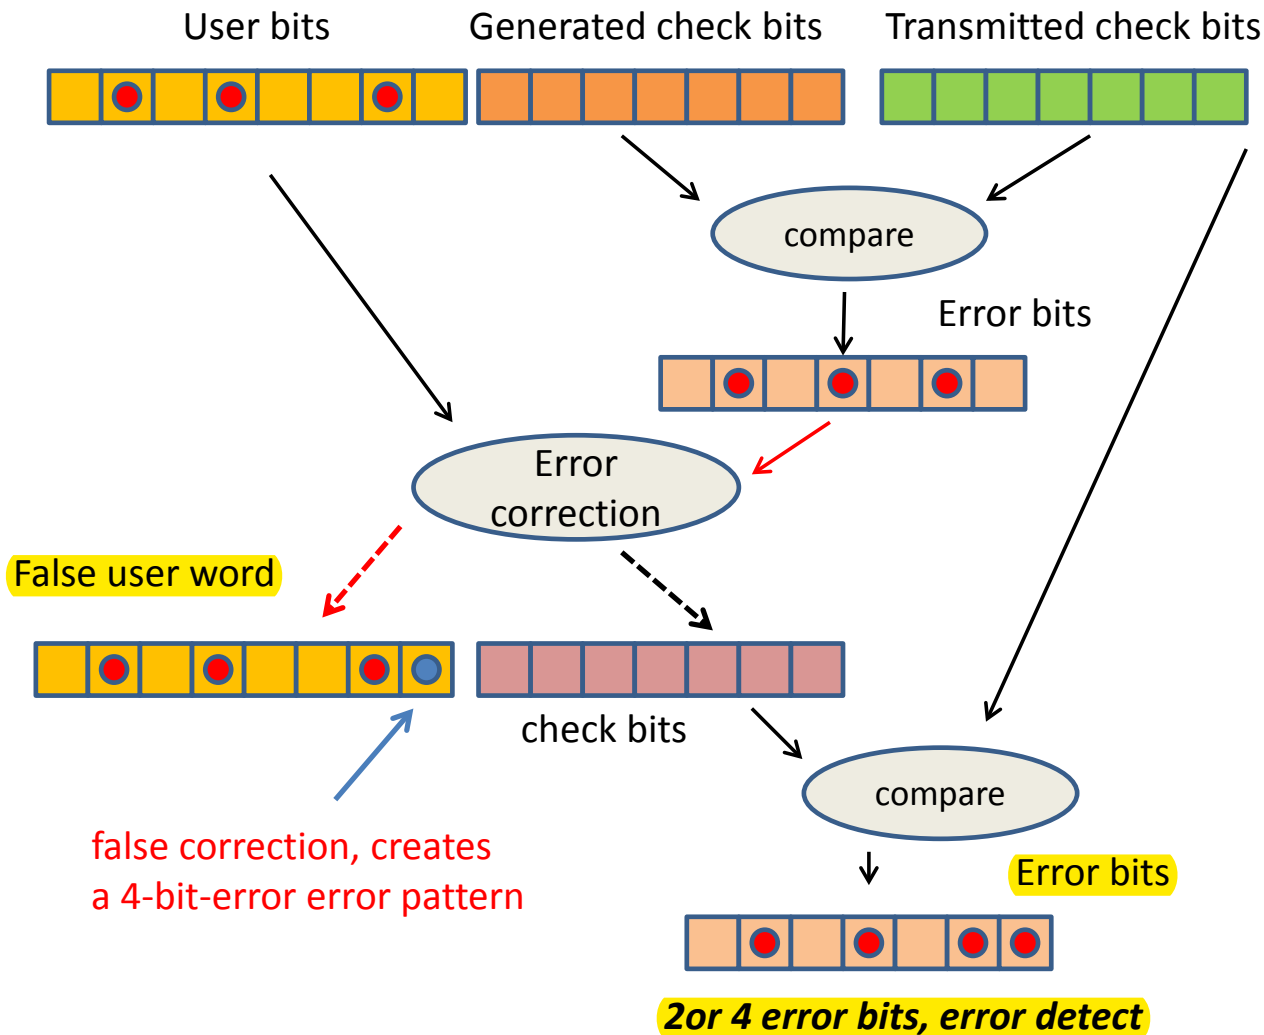 User bits
Generated check bits
Transmitted check bits
compare
Error bits
Error
correction
False user word
check bits
compare
false correction, creates
a 4-bit-error error pattern
Error bits
2or 4 error bits, error detect